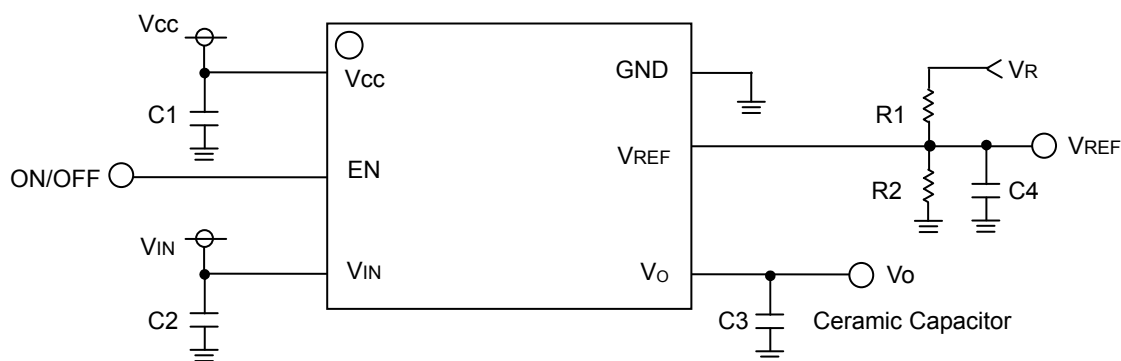 Vcc
C1
ON/OFF
VIN
C2
Vcc
EN
VIN
GND
VREF
VO
VR
R1
R2
C4
VREF
Vo
C3 Ceramic Capacitor